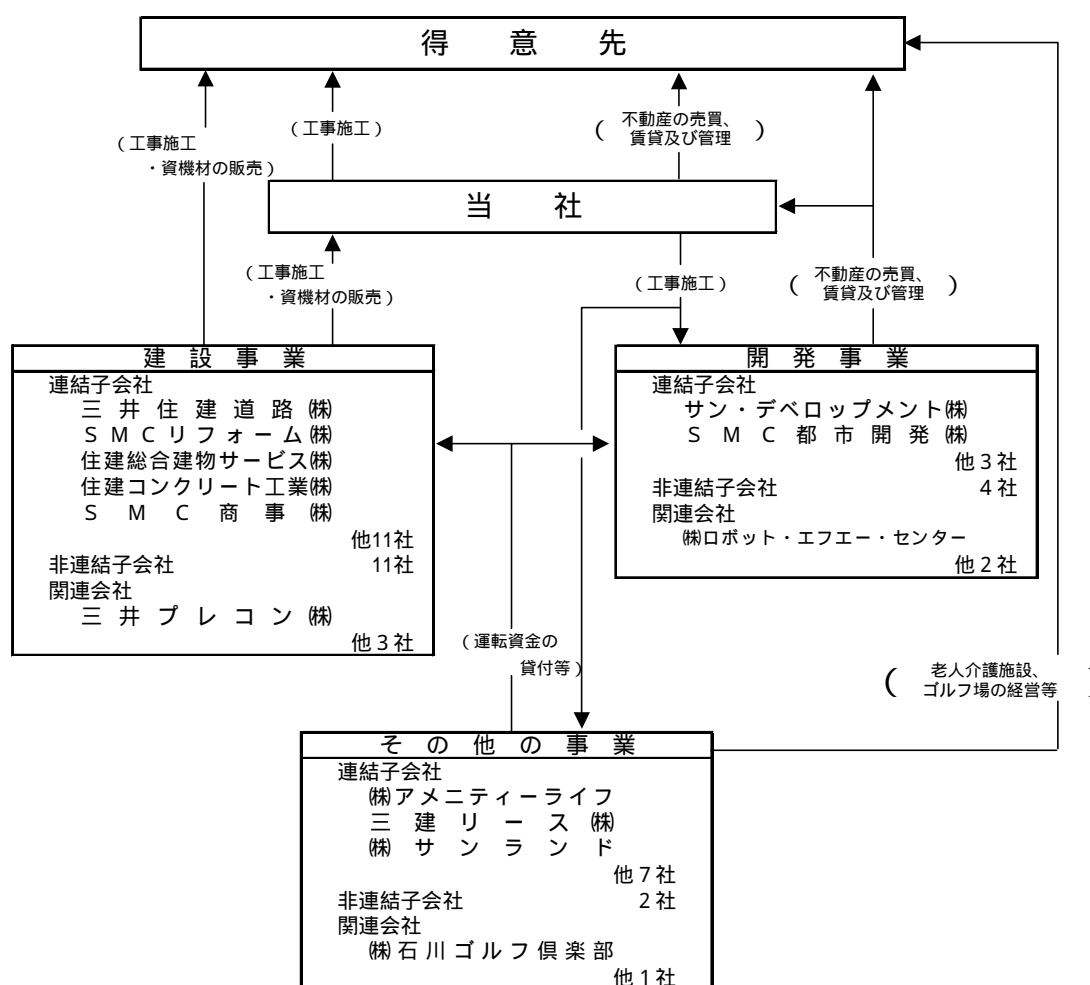 得意先
(工事施工
・資機材の販売)
(工事施工)
( 不動産の売買、
賃貸及び管理 )
当社
(工事施工
・資機材の販売)
(工事施工)
( 不動産の売買、
賃貸及び管理 )
建設事業
連結子会社
三井住建道路㈱
SMCリフォーム㈱
住建総合建物サービス㈱
住建コンクリート工業㈱
SMC商事㈱
他11社
非連結子会社 11社
関連会社
三井プレコン㈱
他3社
開発事業
連結子会社
サン・デベロップメント㈱
SMC都市開発㈱
他3社
非連結子会社 4社
関連会社
㈱ロボット・エフエー・センター
他2社
(運転資金の
貸付等)
( 老人介護施設、
ゴルフ場の経営等
その他の事業
連結子会社
㈱アメニティーライフ
三建リース㈱
㈱サンランド
他7社
非連結子会社 2社
関連会社
㈱石川ゴルフ倶楽部
他1社